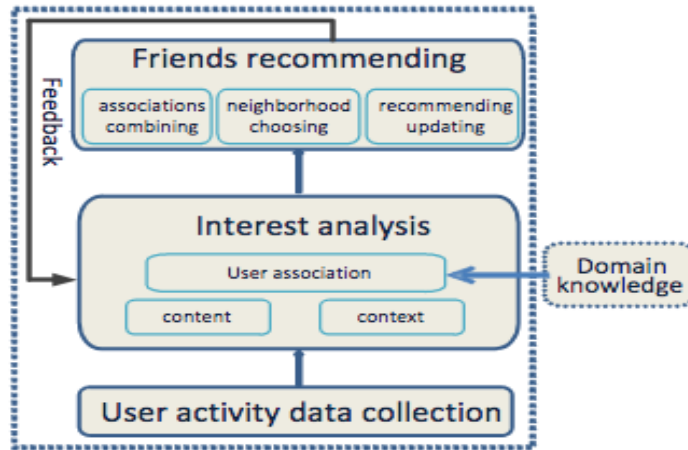 Friends recommending
associations
combining
neighborhood
choosing
recommending
updating
Feedback
Interest analysis
User association
content
context
Domain
knowledge
User activity data collection